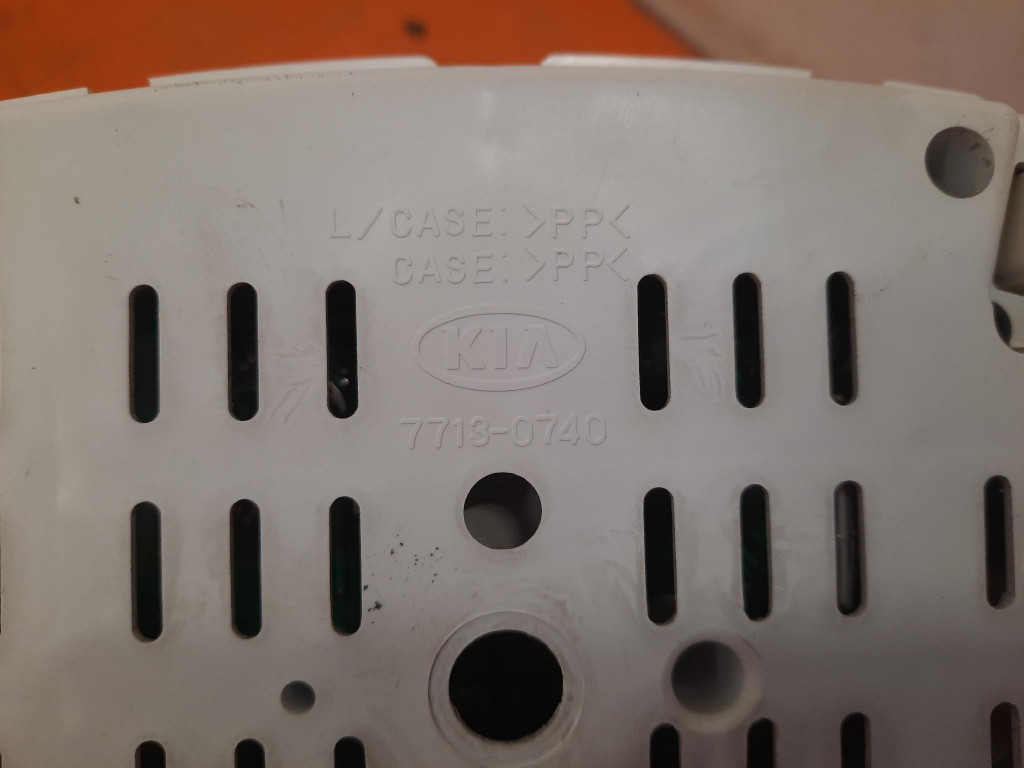 L/CASE: >PP<
CASE: >PP<
KIA
7713-0740